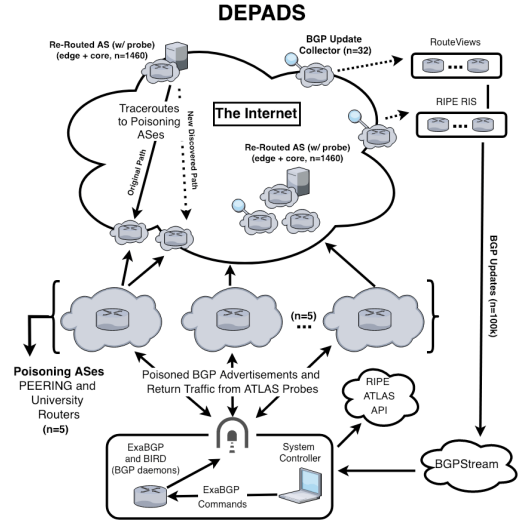 DEPADS
Re-Routed AS (w/ probe)
(edge + core, n=1460)
BGP Update
Collector (n=32)
RouteViews
RIPE RIS
Traceroutes
to Poisoning
ASes
The Internet
Original Path
New Discovered Path
Re-Routed AS (w/ probe)
(edge + core, n=1460)
BGP Updates (n=100k)
(n=5)
...
Poisoning ASes
PEERING and
University
Routers
(n=5)
Poisoned BGP Advertisements and
Return Traffic from ATLAS Probes
RIPE
ATLAS
API
ExaBGP
and BIRD
(BGP daemons)
System
Controller
ExaBGP
Commands
BGPStream